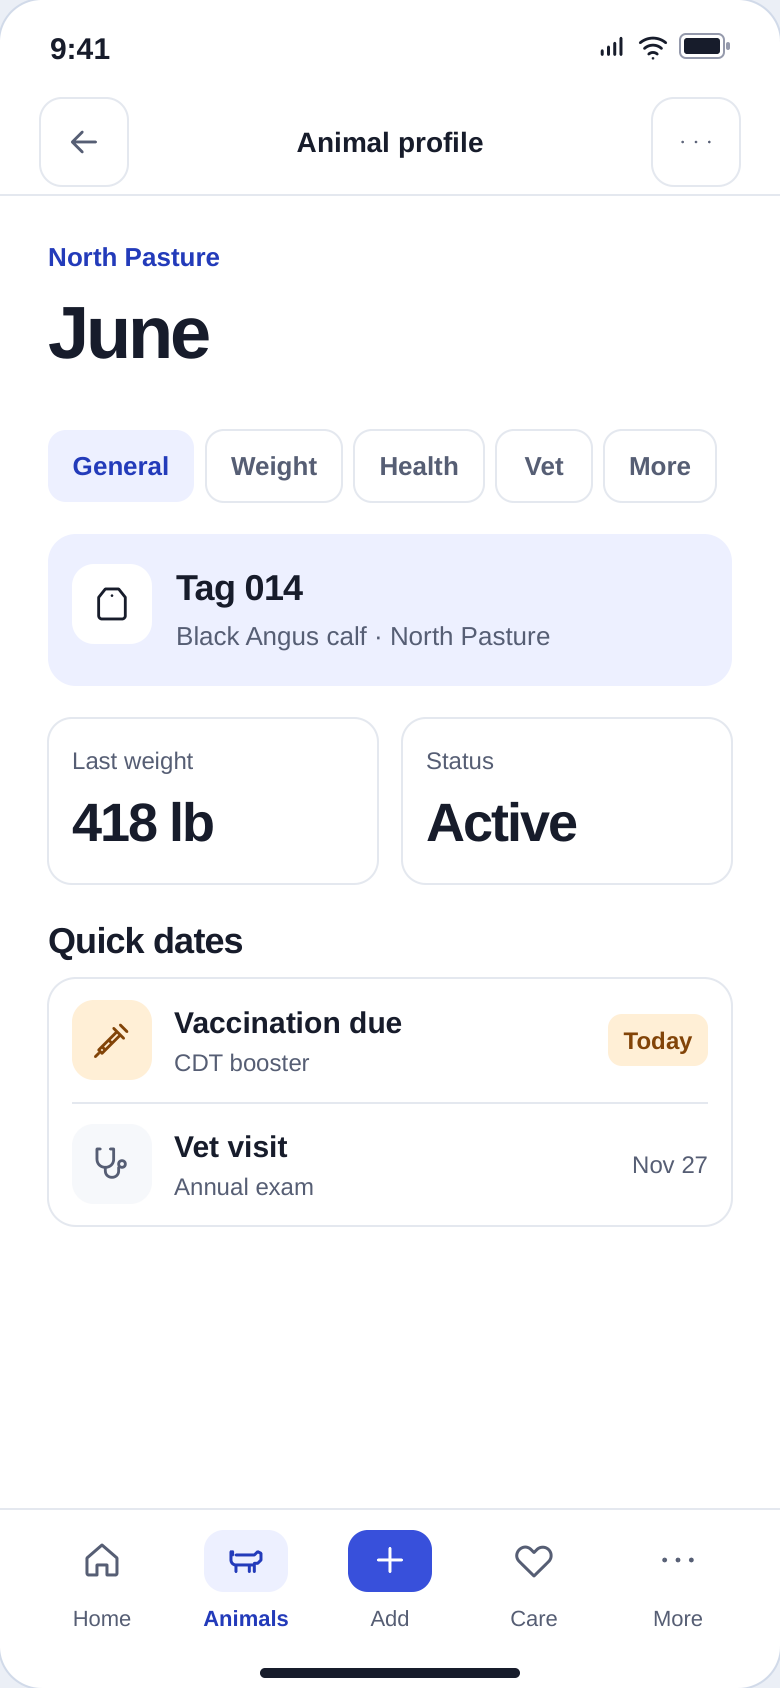 9:41
Animal profile
North Pasture
June
General Weight Health Vet More
Tag 014
Black Angus calf · North Pasture
Last weight
418 lb
Status
Active
Quick dates
Vaccination due
CDT booster
Today
Vet visit
Annual exam
Nov 27
Home Animals Add Care More